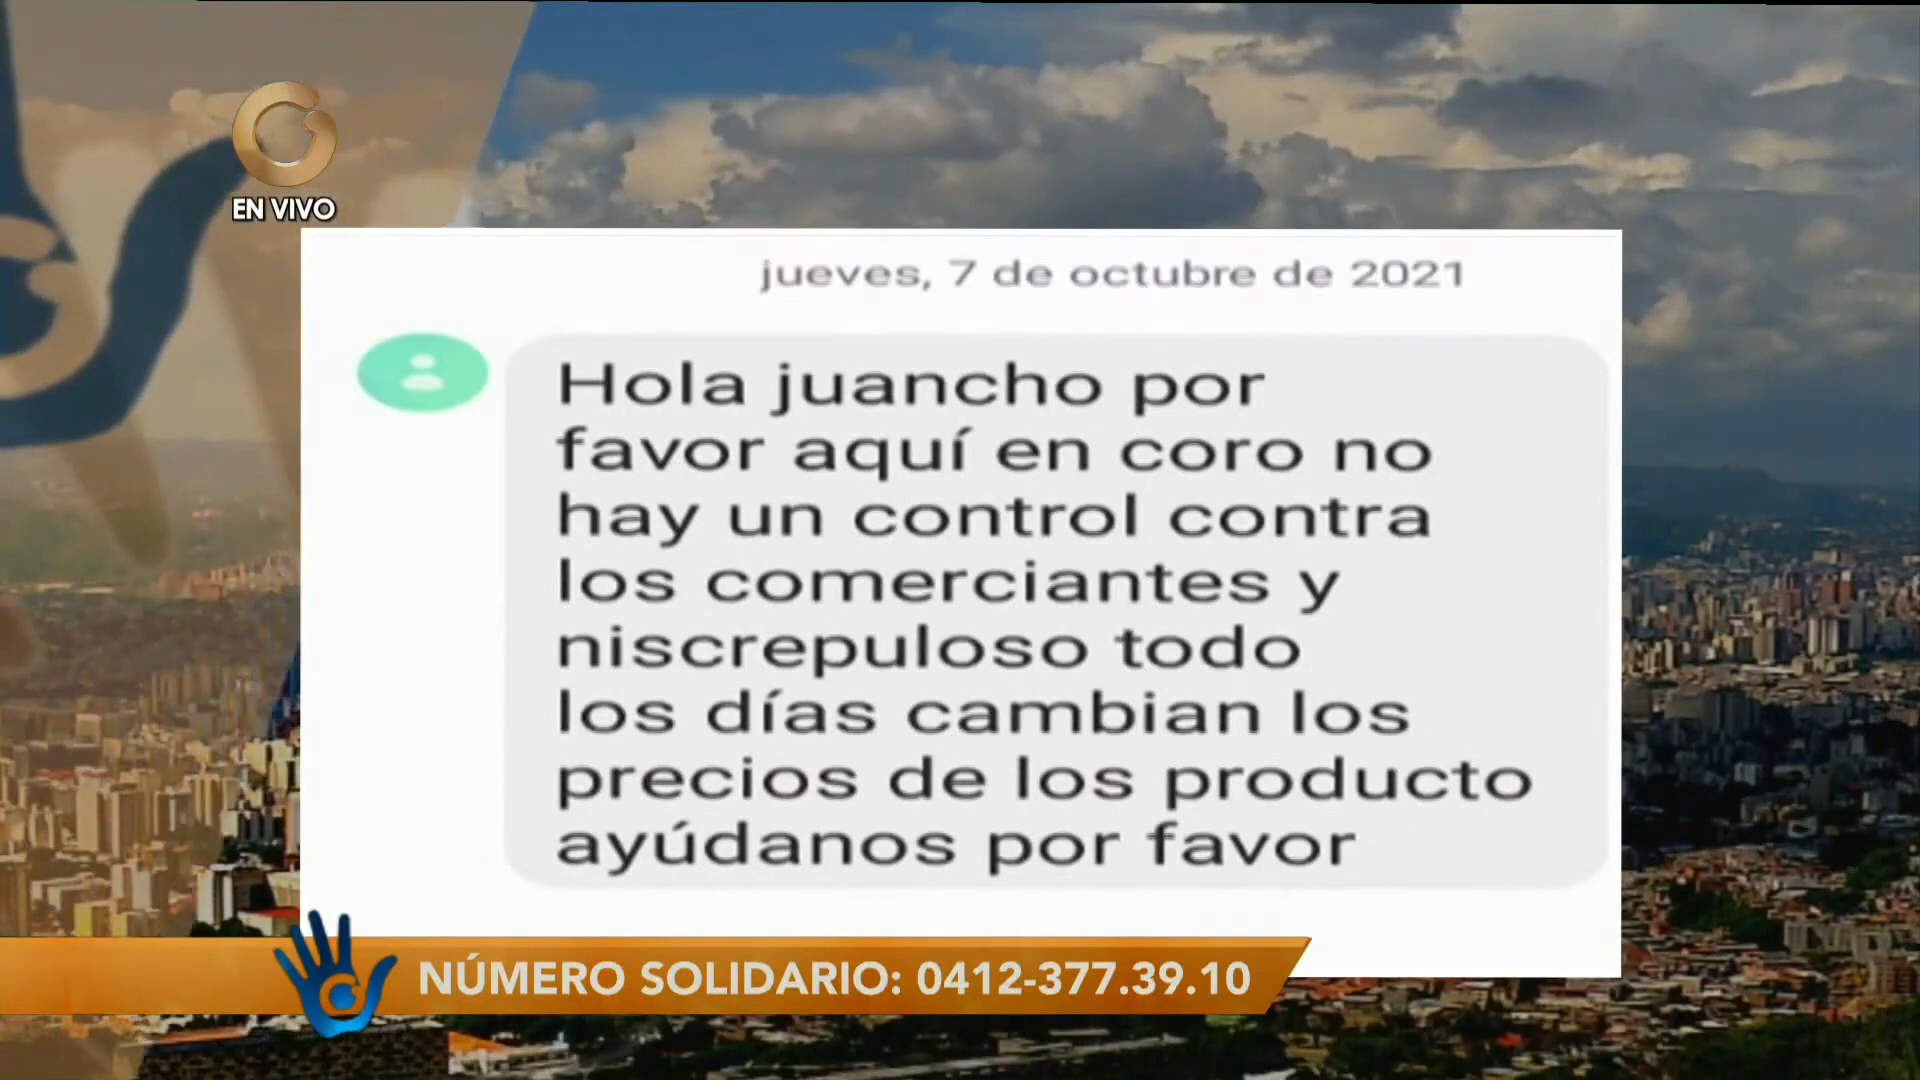 EN VIVO
jueves, 7 de octubre de 2021
Hola juancho por
favor aquí en coro no
hay un control contra
los comerciantes y
niscrepuloso todo
los días cambian los
precios de los producto
ayúdanos por favor
NÚMERO SOLIDARIO: 0412-377.39.10